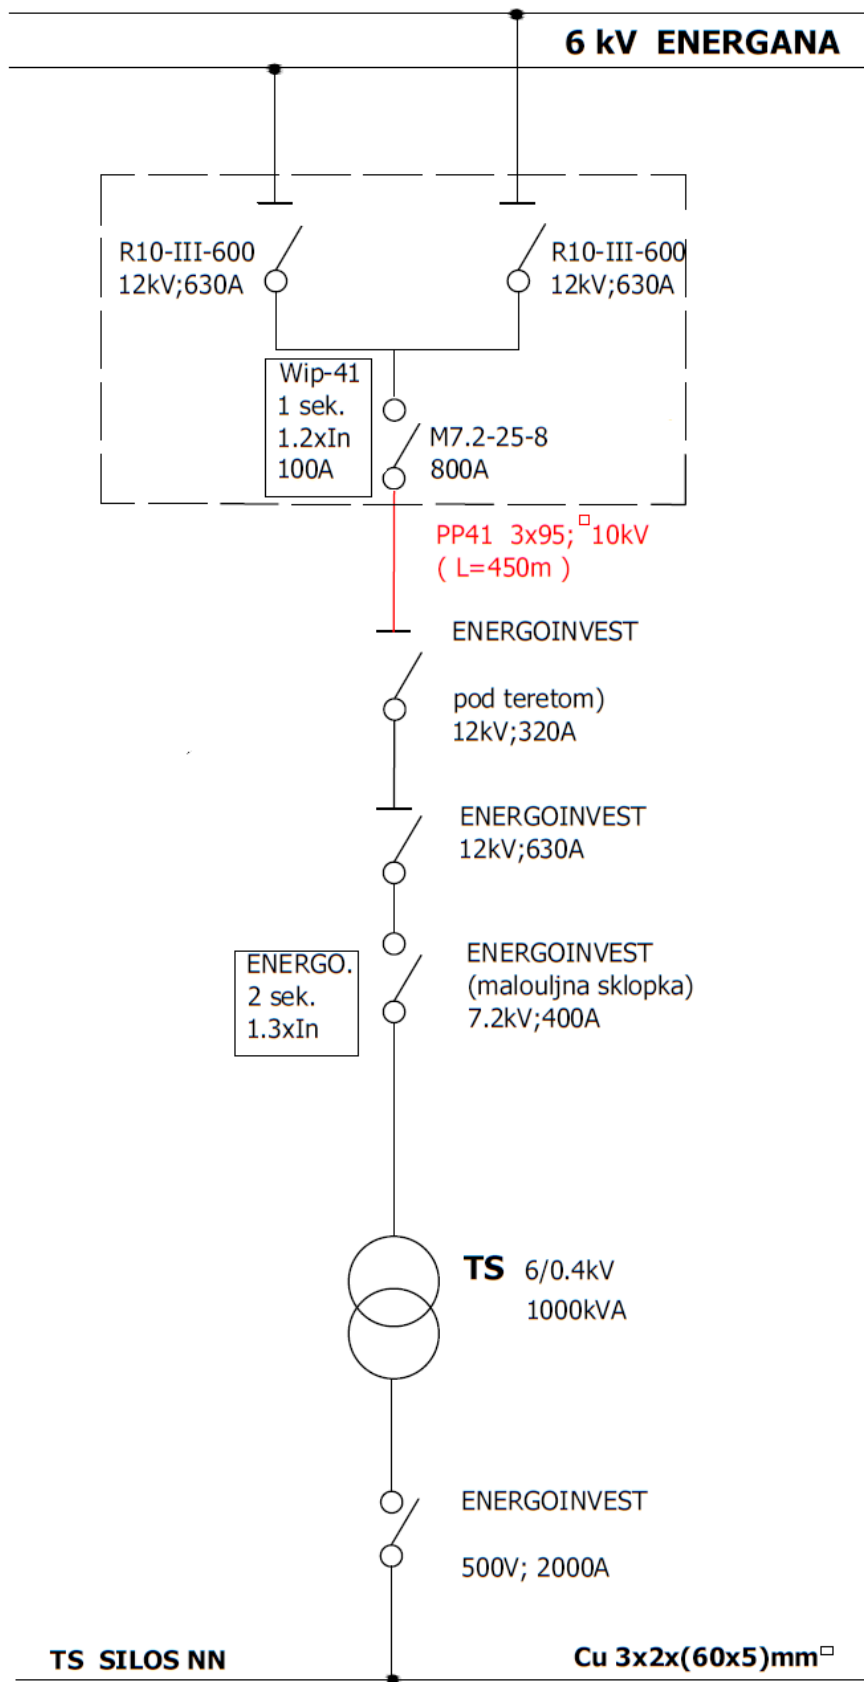 6 kV ENERGANA
R10-III-600
12kV;630A
R10-III-600
12kV;630A
Wip-41
1 sek.
1.2xIn
100A
M7.2-25-8
800A
PP41 3x95;□10kV
( L=450m )
ENERGOINVEST
pod teretom)
12kV;320A
ENERGOINVEST
12kV;630A
ENERGO.
2 sek.
1.3xIn
ENERGOINVEST
(malouljna sklopka)
7.2kV;400A
TS 6/0.4kV
1000kVA
ENERGOINVEST
500V; 2000A
TS SILOS NN
Cu 3x2x(60x5)mm□